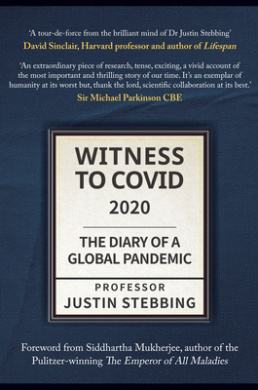 ‘A tour-de-force from the brilliant mind of Dr Justin Stebbing’
David Sinclair, Harvard professor and author of Lifespan
‘An extraordinary piece of research, tense, exciting, a vivid account of
the most important and thrilling story of our time. It’s an exemplar of
humanity at its worst but, thank the lord, scientific collaboration at its best.’
Sir Michael Parkinson CBE
WITNESS
TO COVID
2020
THE DIARY OF A
GLOBAL PANDEMIC
PROFESSOR
JUSTIN STEBBING
Foreword from Siddhartha Mukherjee, author of the
Pulitzer-winning The Emperor of All Maladies